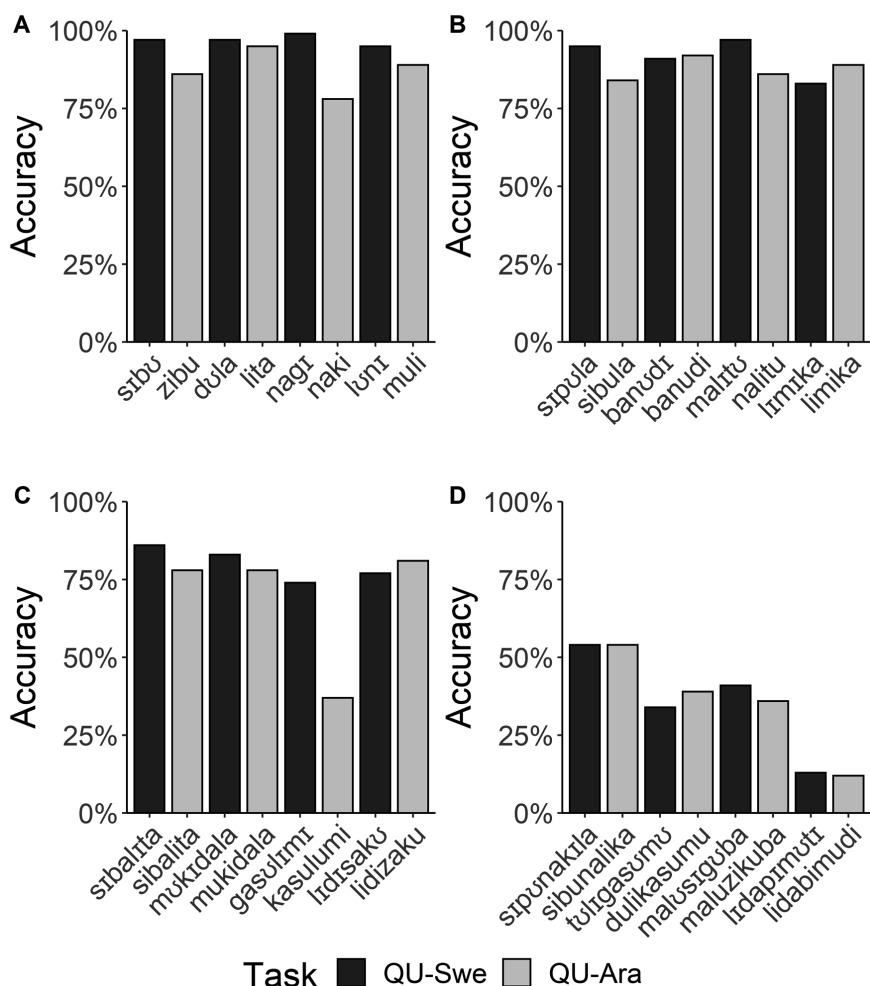 A
100%
75%
50%
25%
0%
Accuracy
sɪbʊ
zibu
dʊla
lita
nagɪ
naki
lʊnɪ
muli
B
100%
75%
50%
25%
0%
Accuracy
sɪpʊla
sibula
banʊdɪ
banudi
malɪtʊ
nalitu
lɪmɪka
limika
C
100%
75%
50%
25%
0%
Accuracy
sɪbalɪta
sibalita
mʊkɪdala
mukidala
gasʊlɪmɪ
kasulumi
lɪdɪsakʊ
lidizaku
D
100%
75%
50%
25%
0%
Accuracy
sɪpʊnakɪla
sibunalika
tʊlɪgasʊmʊ
dulikasumu
malʊsɪgʊba
maluzikuba
lɪdapɪmʊtɪ
lidabimudi
Task QU-Swe QU-Ara